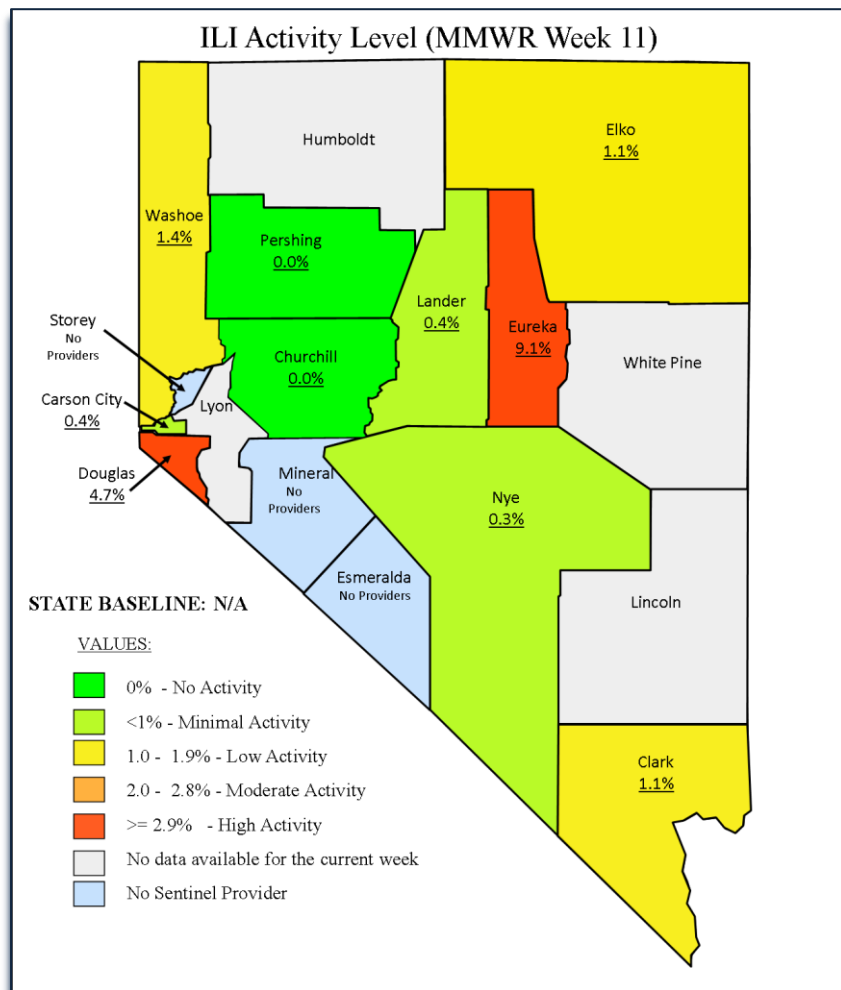 ILI Activity Level (MMWR Week 11)
Humboldt
Elko
1.1%
Washoe
1.4%
Pershing
0.0%
Lander
0.4%
Eureka
9.1%
Storey
No
Providers
Churchill
0.0%
White Pine
Carson City
0.4%
Lyon
Douglas
4.7%
Mineral
No
Providers
Nye
0.3%
Esmeralda
No Providers
Lincoln
Clark
1.1%
STATE BASELINE: N/A
VALUES:
0% - No Activity
<1% - Minimal Activity
1.0 - 1.9% - Low Activity
2.0 - 2.8% - Moderate Activity
>= 2.9% - High Activity
No data available for the current week
No Sentinel Provider